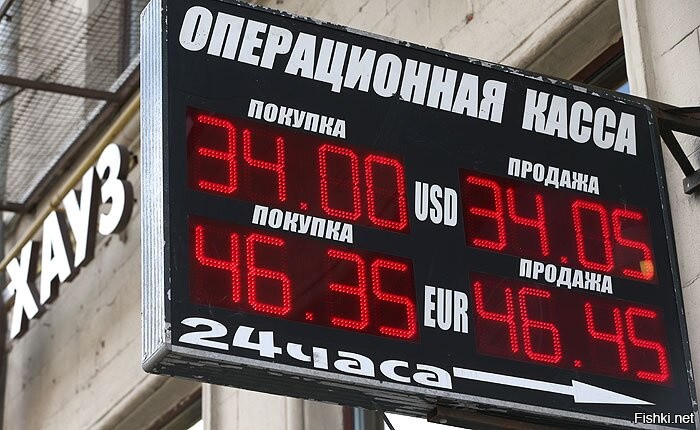 ОПЕРАЦИОННАЯ КАССА
ПОКУПКА ПРОДАЖА
34.00 USD 34.05
ПОКУПКА ПРОДАЖА
46.35 EUR 46.45
24часа
ХАУЗ
Fishki.net